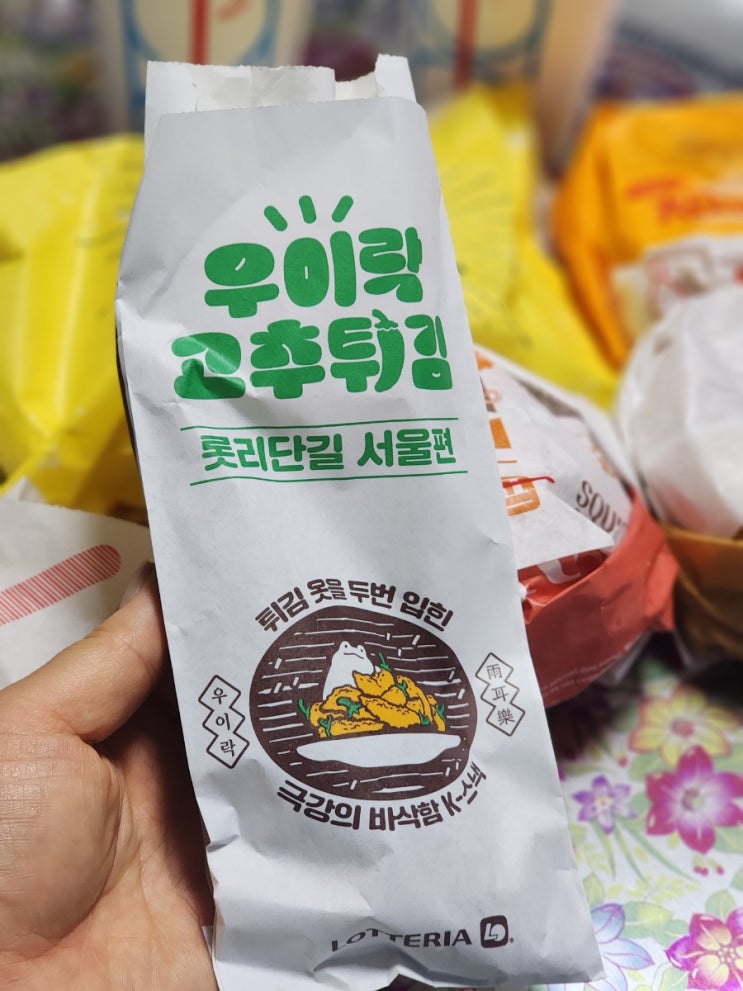 우이락
고추튀김
롯리단길 서울편
튀김 옷을 두번 입힌
우이락
雨耳樂
극강의 바삭함 K-스낵
LOTTERIA